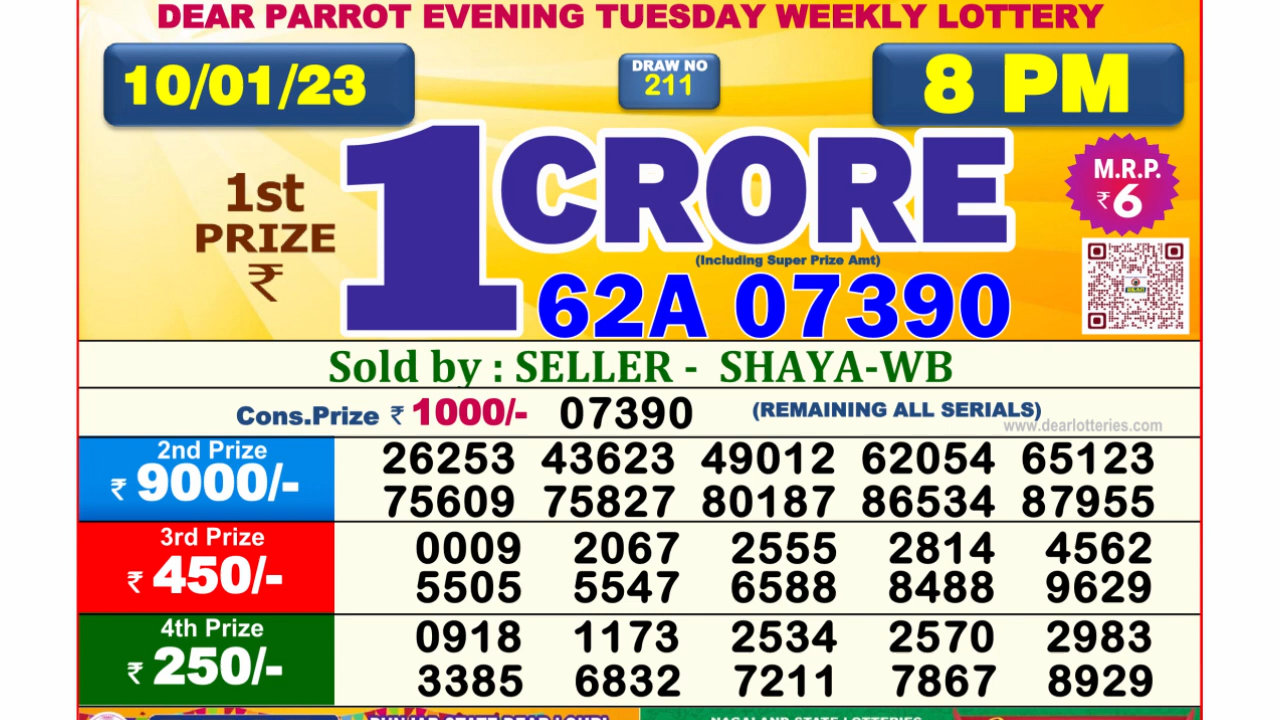 DEAR PARROT EVENING TUESDAY WEEKLY LOTTERY
10/01/23
DRAW NO
211
8 PM
1st
PRIZE
₹
1 CRORE
(Including Super Prize Amt)
62A 07390
M.R.P.
₹ 6
Sold by : SELLER - SHAYA-WB
Cons.Prize ₹ 1000/- 07390 (REMAINING ALL SERIALS)
www.dearlotteries.com
2nd Prize
₹ 9000/-
26253 43623 49012 62054 65123
75609 75827 80187 86534 87955
3rd Prize
₹ 450/-
0009 2067 2555 2814 4562
5505 5547 6588 8488 9629
4th Prize
₹ 250/-
0918 1173 2534 2570 2983
3385 6832 7211 7867 8929
NAGALAND STATE LOTTERIES